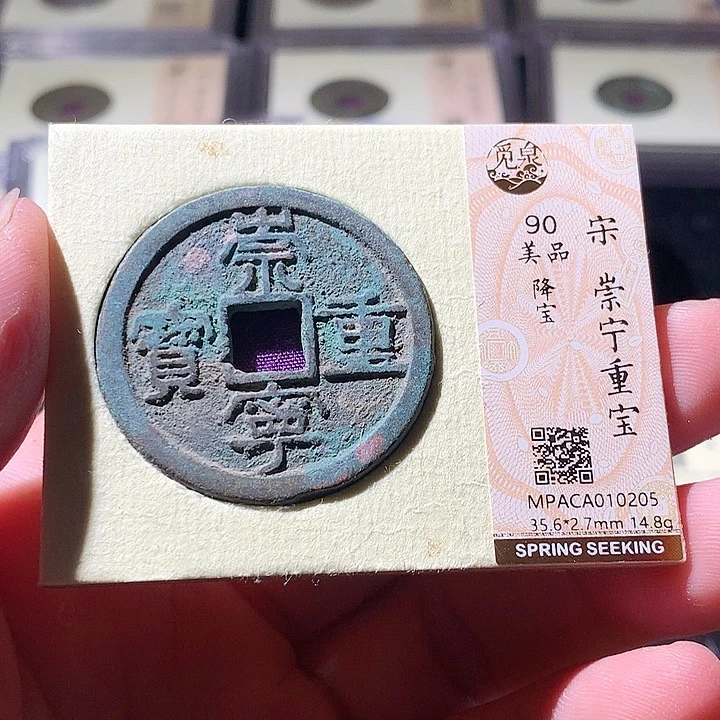 崇
寧
重
寶
觅泉
宋 崇宁重宝
90
美品 降宝
MPACA010205
35.6*2.7mm 14.8g
SPRING SEEKING